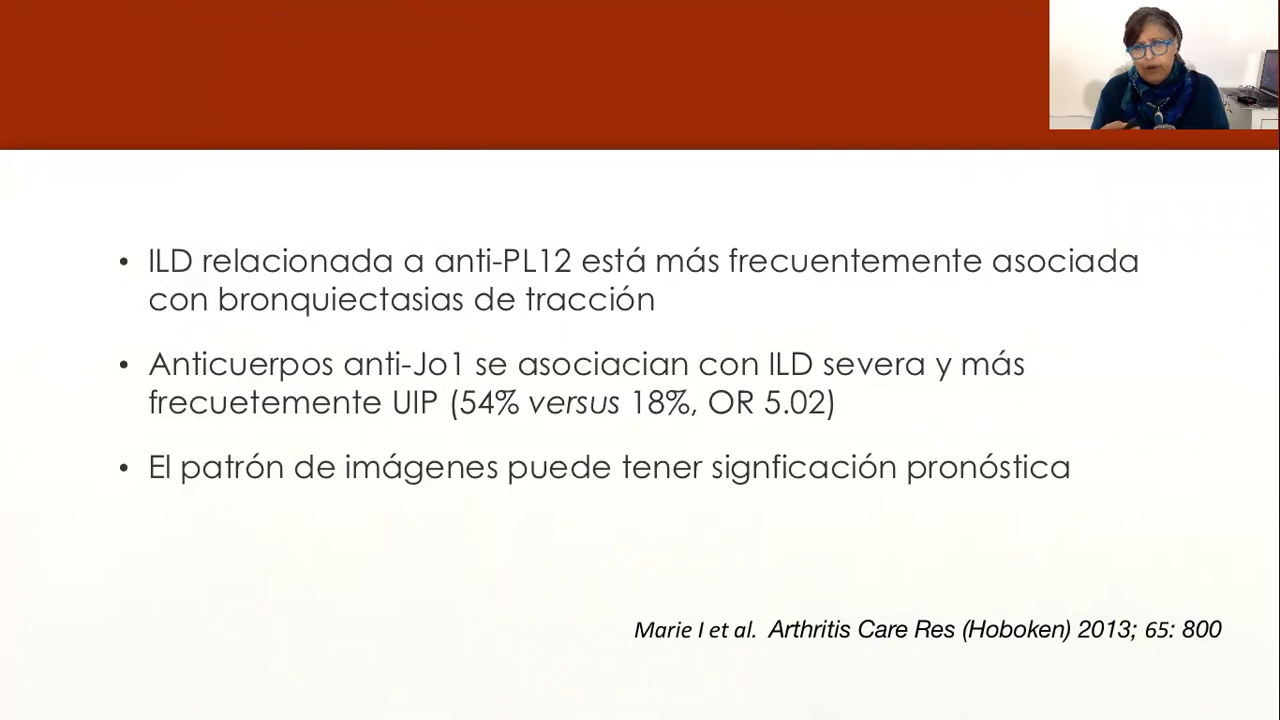 • ILD relacionada a anti-PL12 está más frecuentemente asociada
con bronquiectasias de tracción
• Anticuerpos anti-Jo1 se asociacian con ILD severa y más
frecuetemente UIP (54% versus 18%, OR 5.02)
• El patrón de imágenes puede tener signficación pronóstica
Marie I et al. Arthritis Care Res (Hoboken) 2013; 65: 800